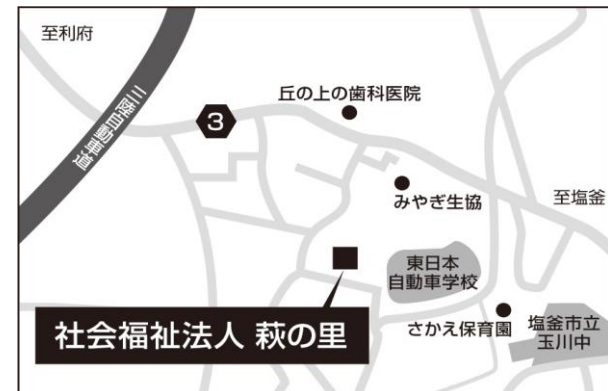 至利府
三陸自動車道
3
丘の上の歯科医院
みやぎ生協
至塩釜
東日本
自動車学校
社会福祉法人 萩の里
さかえ保育園
塩釜市立
玉川中